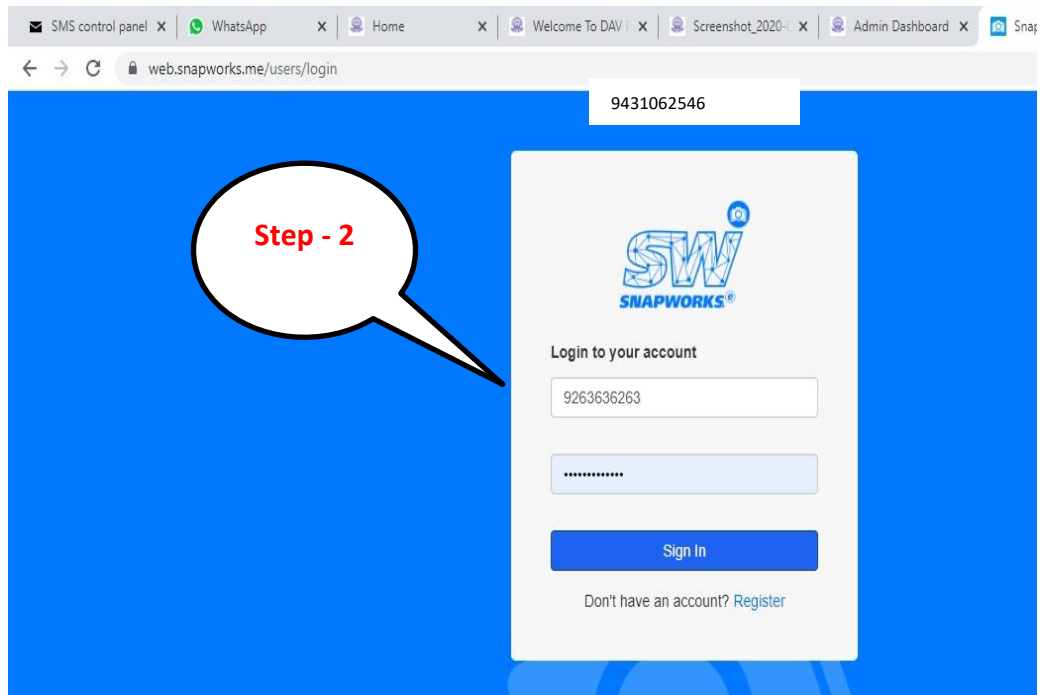 SMS control panel WhatsApp Home Welcome To DAV Screenshot_2020- Admin Dashboard Snap
web.snapworks.me/users/login
9431062546
Step - 2
SW
SNAPWORKS®
Login to your account
9263636263
•••••••••••••
Sign In
Don't have an account? Register